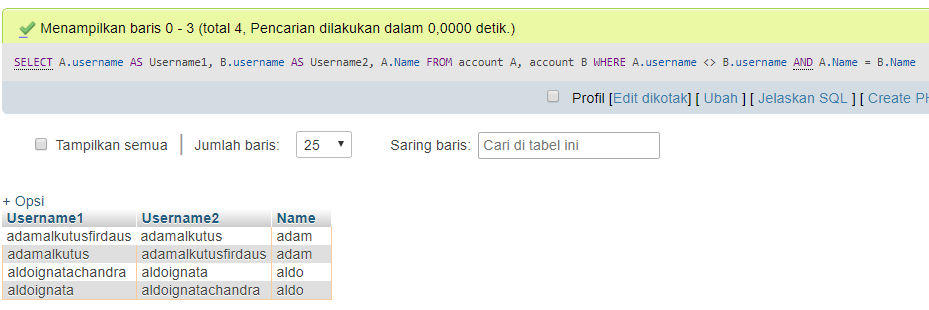 Menampilkan baris 0 - 3 (total 4, Pencarian dilakukan dalam 0,0000 detik.)
SELECT A.username AS Username1, B.username AS Username2, A.Name FROM account A, account B WHERE A.username <> B.username AND A.Name = B.Name
Profil [Edit dikotak] [ Ubah ] [ Jelaskan SQL ] [ Create PH
Tampilkan semua | Jumlah baris: 25 Saring baris: Cari di tabel ini
+ Opsi
Username1 Username2 Name
adamalkutusfirdaus adamalkutus adam
adamalkutus adamalkutusfirdaus adam
aldoignatachandra aldoignata aldo
aldoignata aldoignatachandra aldo